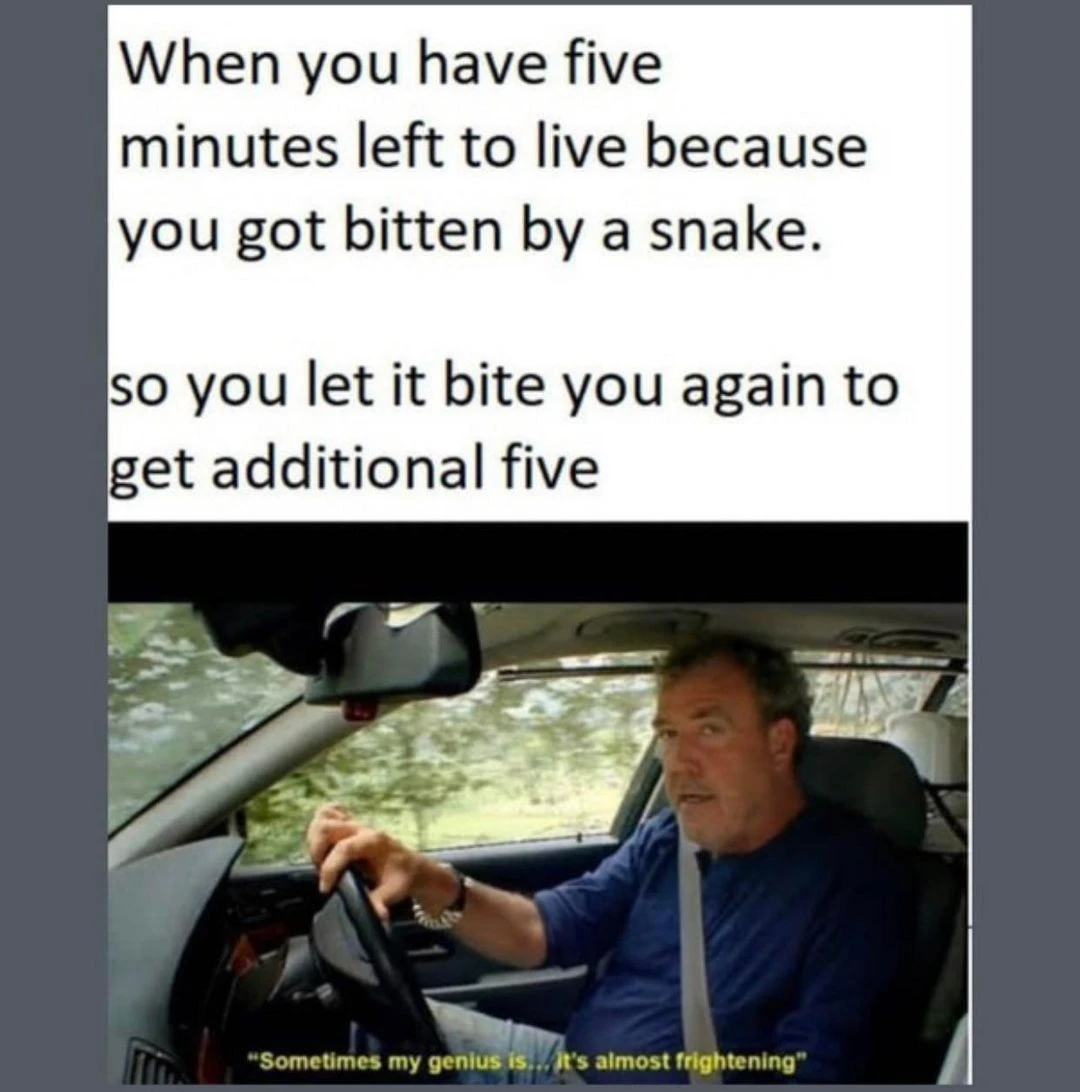 When you have five
minutes left to live because
you got bitten by a snake.
so you let it bite you again to
get additional five
“Sometimes my genius is... It's almost frightening”